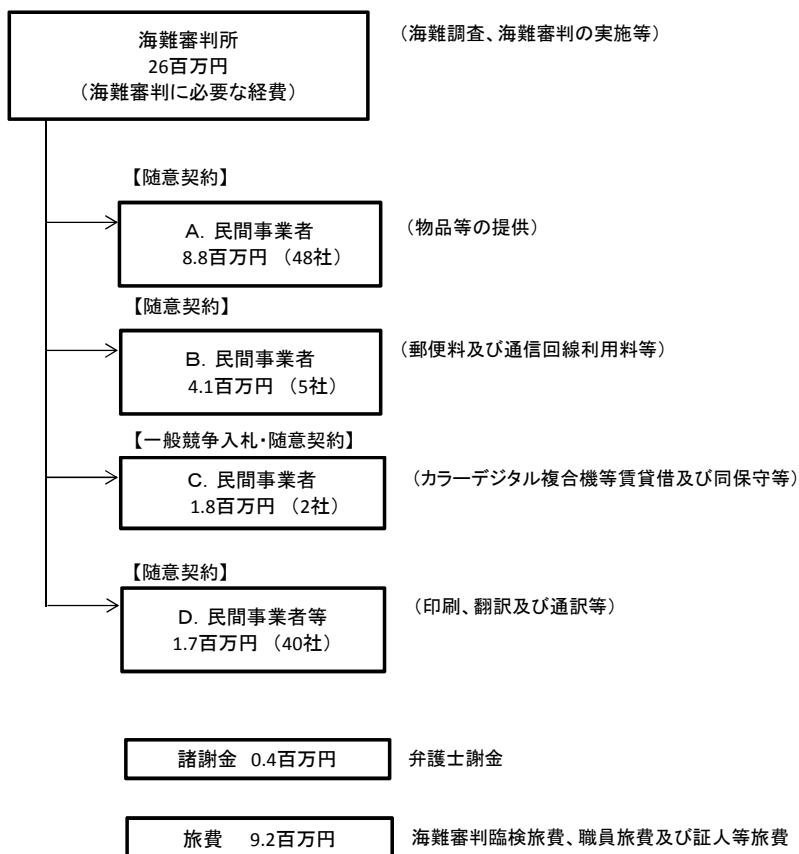 海難審判所
26百万円
（海難審判に必要な経費）
（海難調査、海難審判の実施等）
【随意契約】
A．民間事業者
8.8百万円　（48社）
（物品等の提供）
【随意契約】
B．民間事業者
4.1百万円　（5社）
（郵便料及び通信回線利用料等）
【一般競争入札・随意契約】
C．民間事業者
1.8百万円　（2社）
（カラーデジタル複合機等賃貸借及び同保守等）
【随意契約】
D．民間事業者等
1.7百万円　（40社）
（印刷、翻訳及び通訳等）
諸謝金　0.4百万円
弁護士謝金
旅費　9.2百万円
海難審判臨検旅費、職員旅費及び証人等旅費